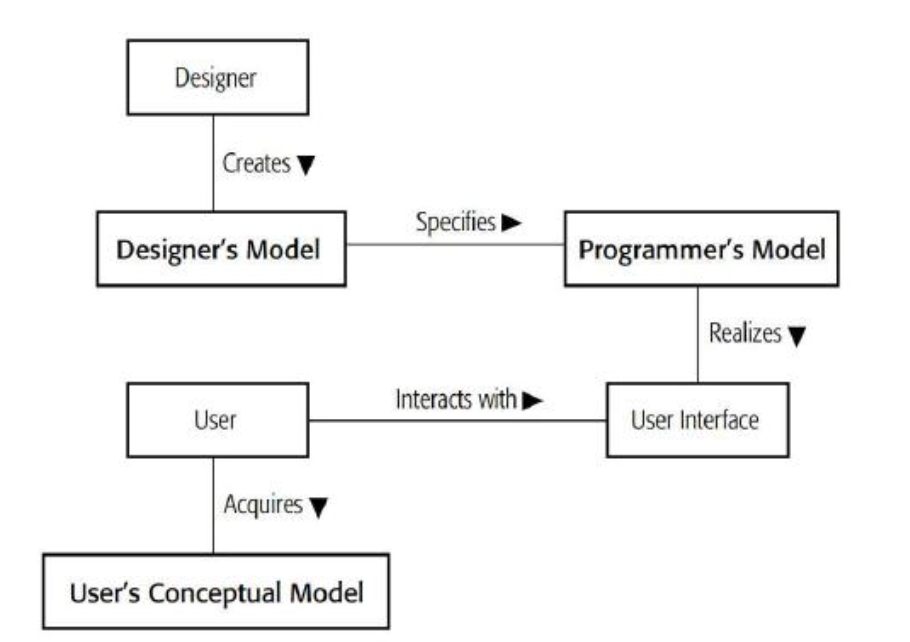 Designer
Creates ▼
Designer’s Model
Specifies ▶
Programmer’s Model
Realizes ▼
User
Interacts with ▶
User Interface
Acquires ▼
User’s Conceptual Model